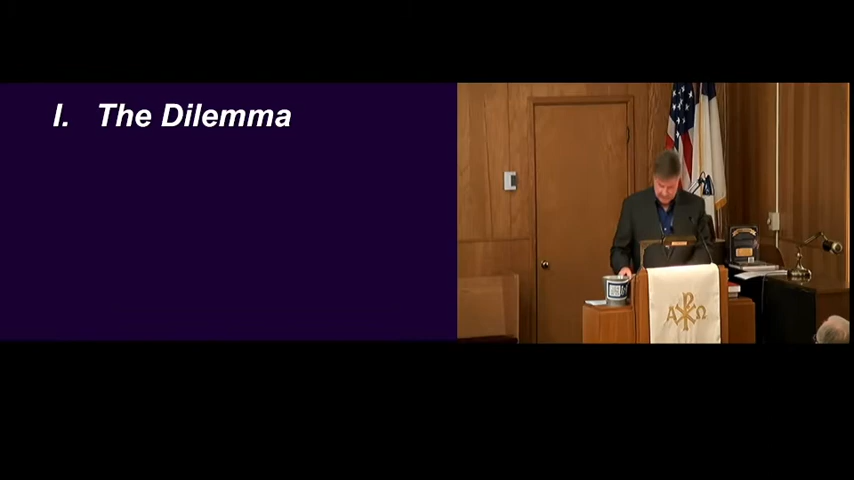 I. The Dilemma
Α Ω